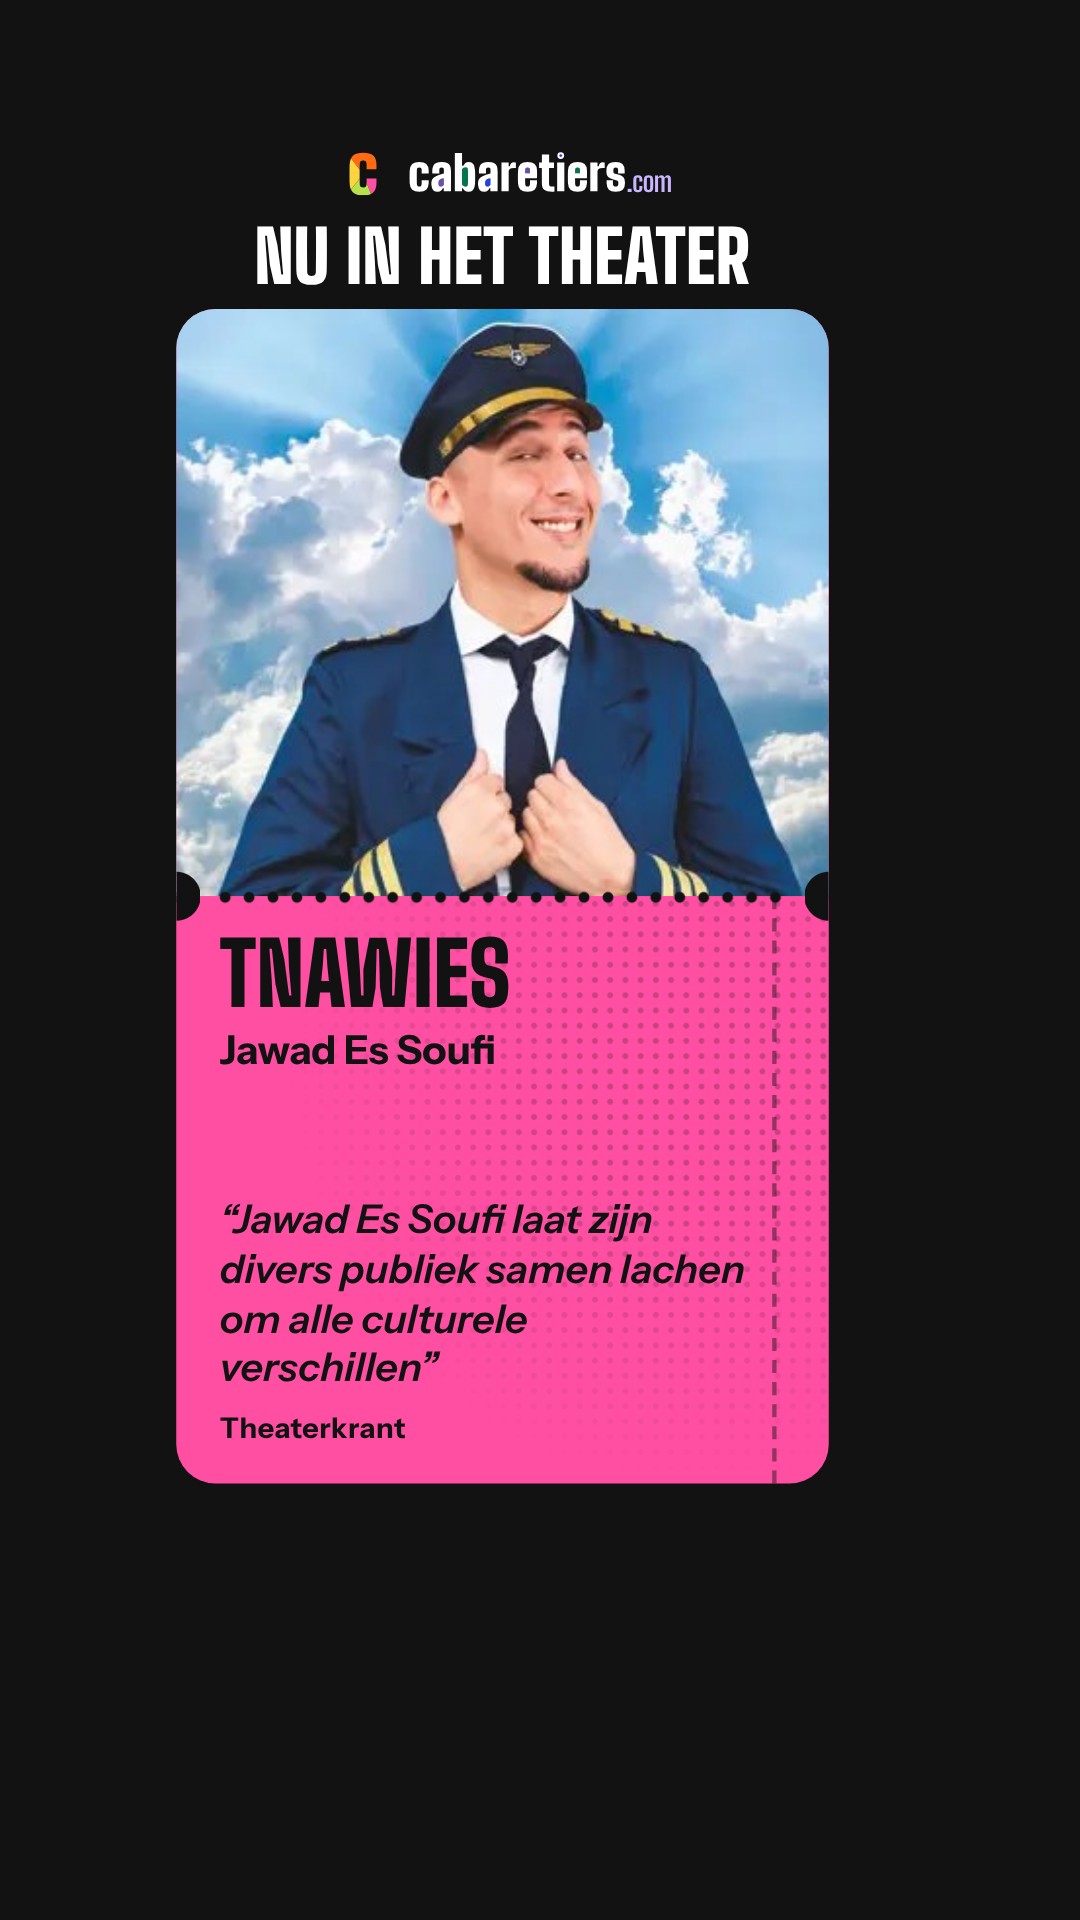 C cabaretiers.com
NU IN HET THEATER
TNAWIES
Jawad Es Soufi
“Jawad Es Soufi laat zijn
divers publiek samen lachen
om alle culturele
verschillen”
Theaterkrant